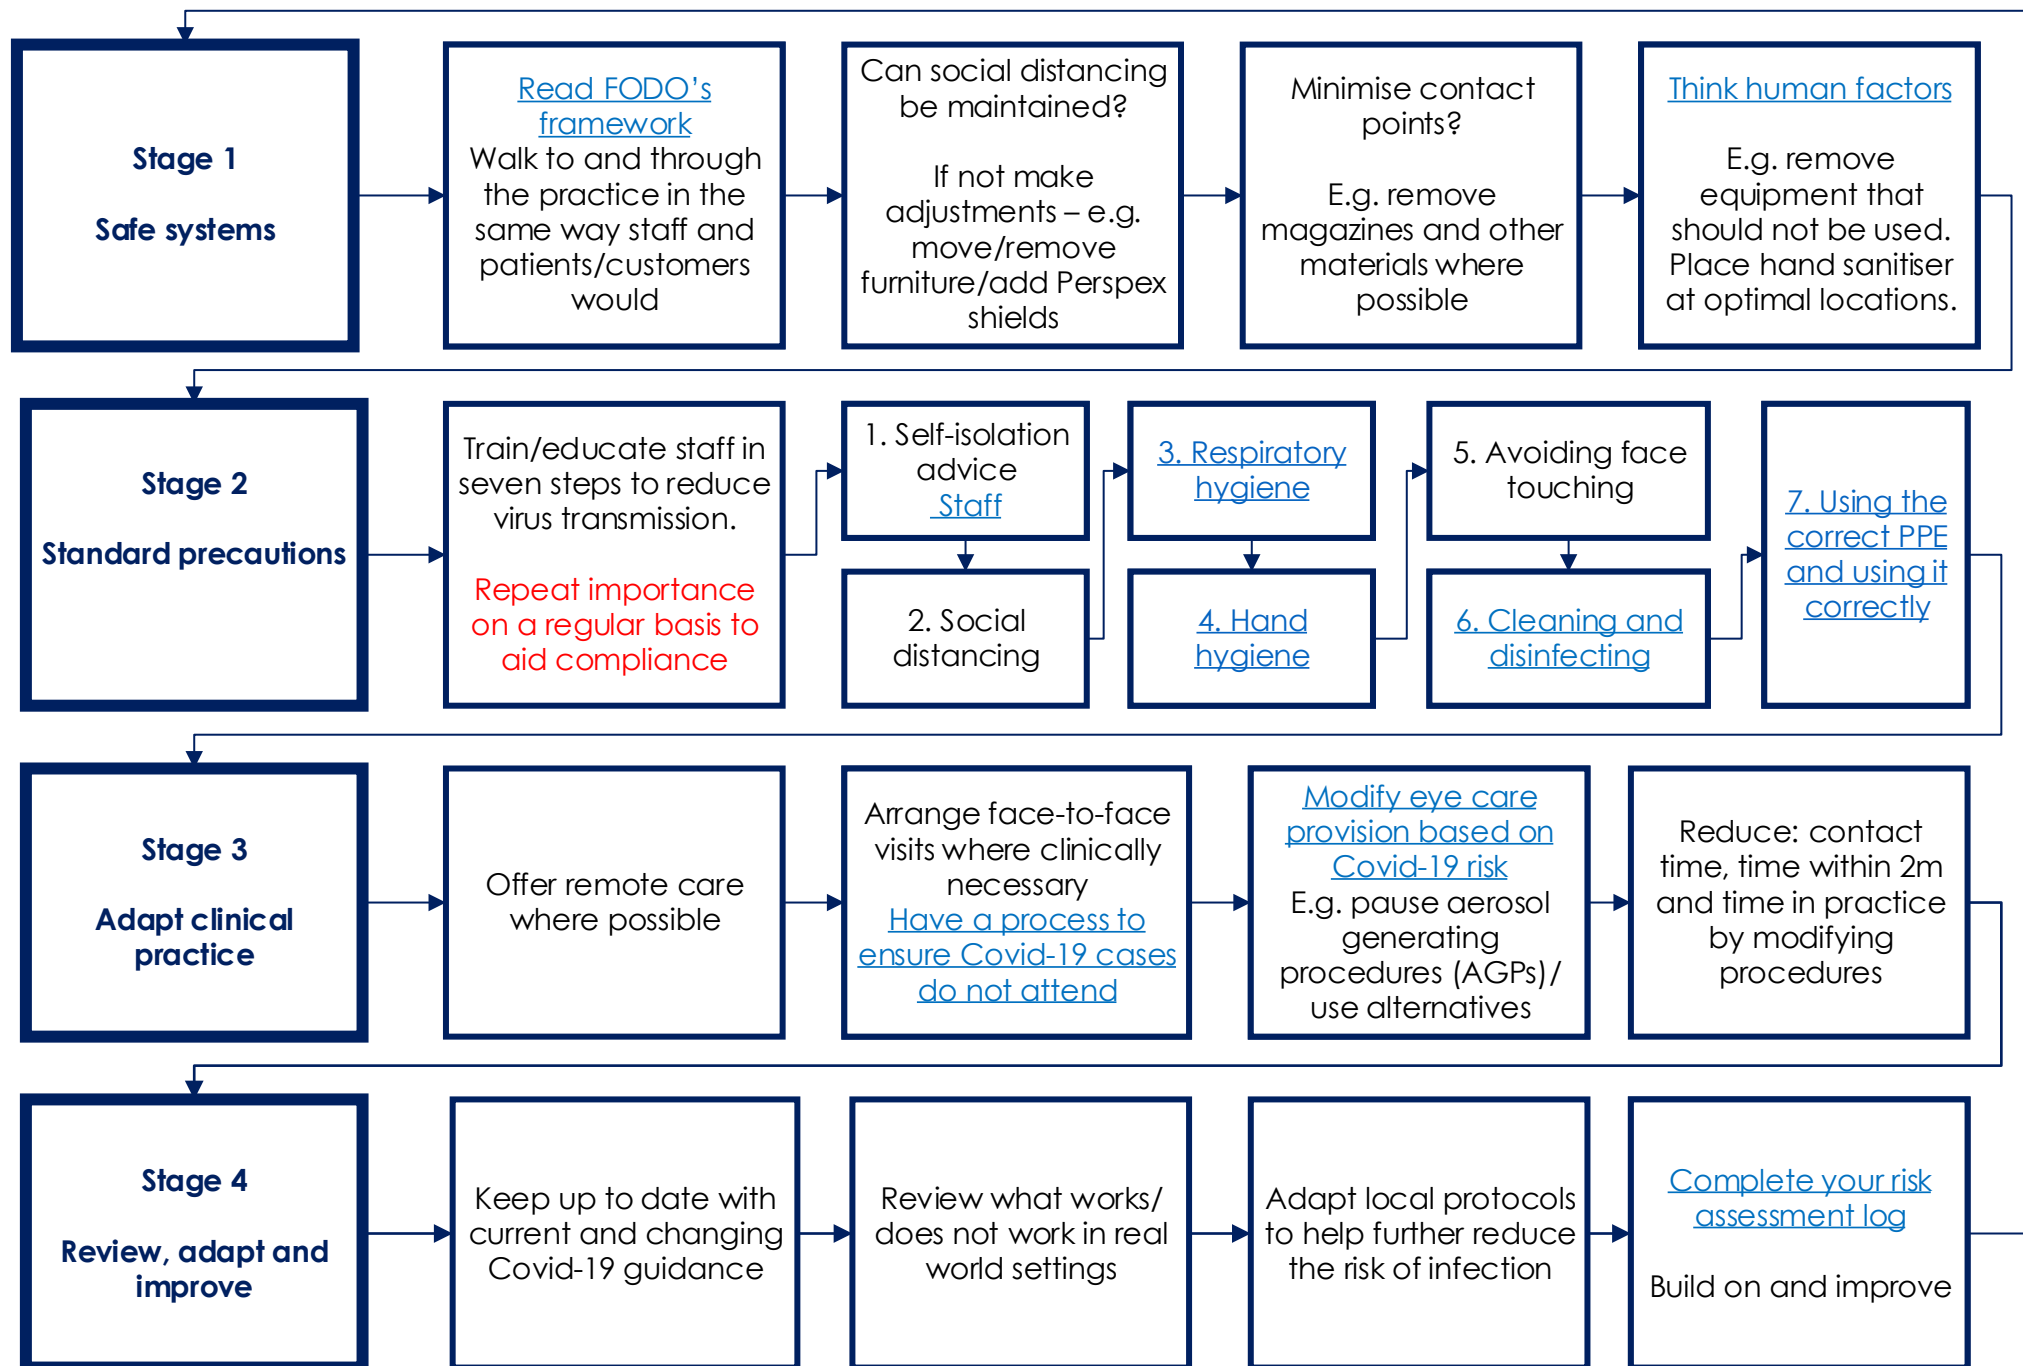 Stage 1
Safe systems
Read FODO's
framework
Walk to and through
the practice in the
same way staff and
patients/customers
would
Can social distancing
be maintained?
If not make
adjustments – e.g.
move/remove
furniture/add Perspex
shields
Minimise contact
points?
E.g. remove
magazines and other
materials where
possible
Think human factors
E.g. remove
equipment that
should not be used.
Place hand sanitiser
at optimal locations.
Stage 2
Standard precautions
Train/educate staff in
seven steps to reduce
virus transmission.
Repeat importance
on a regular basis to
aid compliance
1. Self-isolation
advice
Staff
2. Social
distancing
3. Respiratory
hygiene
4. Hand
hygiene
5. Avoiding face
touching
6. Cleaning and
disinfecting
7. Using the
correct PPE
and using it
correctly
Stage 3
Adapt clinical
practice
Offer remote care
where possible
Arrange face-to-face
visits where clinically
necessary
Have a process to
ensure Covid-19 cases
do not attend
Modify eye care
provision based on
Covid-19 risk
E.g. pause aerosol
generating
procedures (AGPs)/
use alternatives
Reduce: contact
time, time within 2m
and time in practice
by modifying
procedures
Stage 4
Review, adapt and
improve
Keep up to date with
current and changing
Covid-19 guidance
Review what works/
does not work in real
world settings
Adapt local protocols
to help further reduce
the risk of infection
Complete your risk
assessment log
Build on and improve